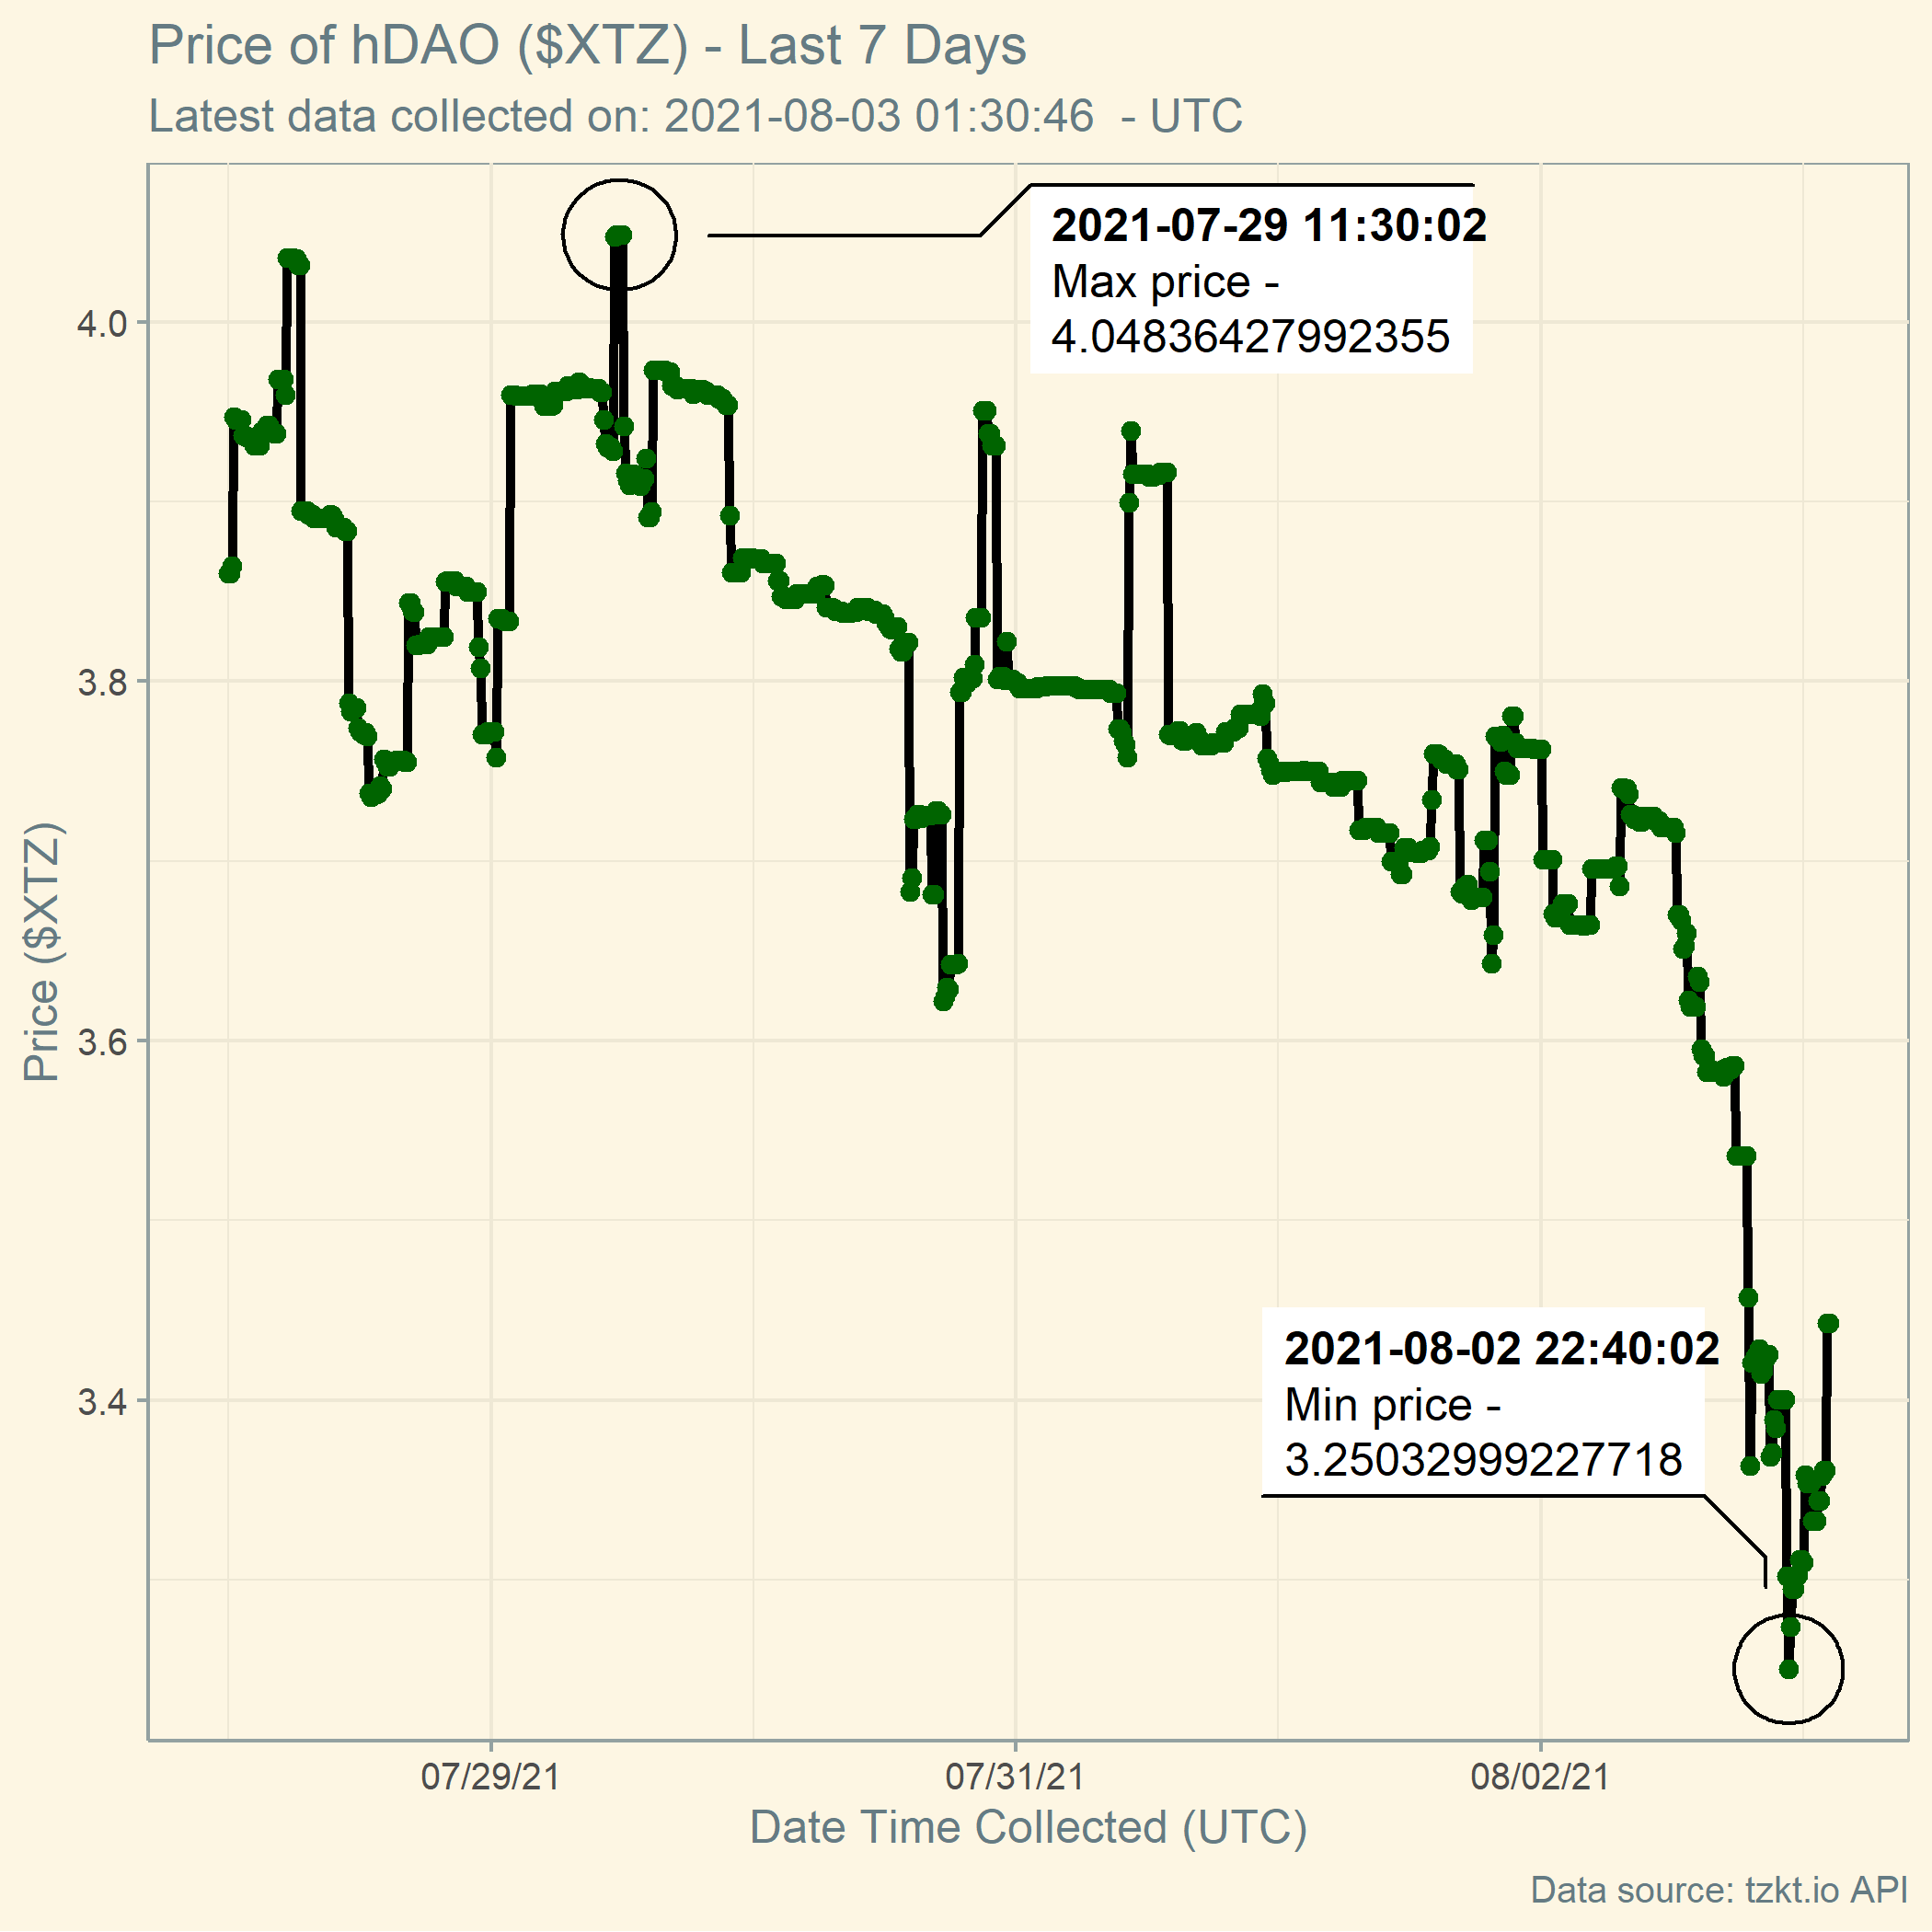 Price of hDAO ($XTZ) - Last 7 Days
Latest data collected on: 2021-08-03 01:30:46  - UTC
2021-07-29 11:30:02
Max price -
4.04836427992355
4.0
3.8
3.6
3.4
Price ($XTZ)
2021-08-02 22:40:02
Min price -
3.25032999227718
07/29/21
07/31/21
08/02/21
Date Time Collected (UTC)
Data source: tzkt.io API